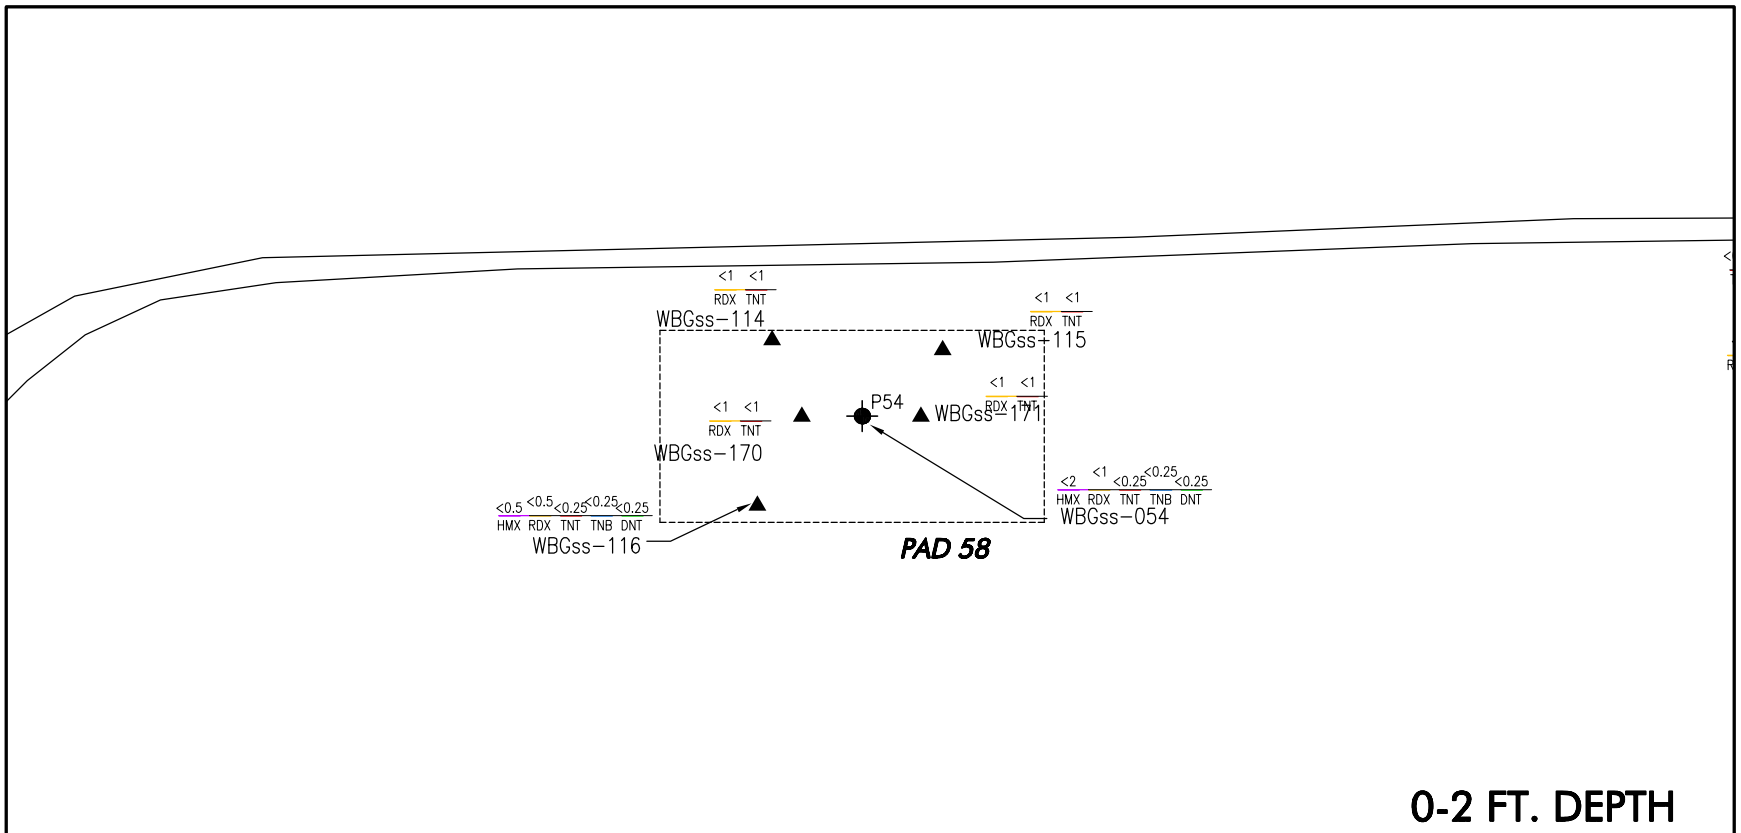 <1 <1
RDX TNT
WBGss-114
<1 <1
RDX TNT
WBGss-115
<1 <1
RDX TNT
WBGss-171
P54
<1 <1
RDX TNT
WBGss-170
<2 <1 <0.25 <0.25 <0.25
HMX RDX TNT TNB DNT
WBGss-054
<0.5 <0.5 <0.25 <0.25 <0.25
HMX RDX TNT TNB DNT
WBGss-116
PAD 58
0-2 FT. DEPTH